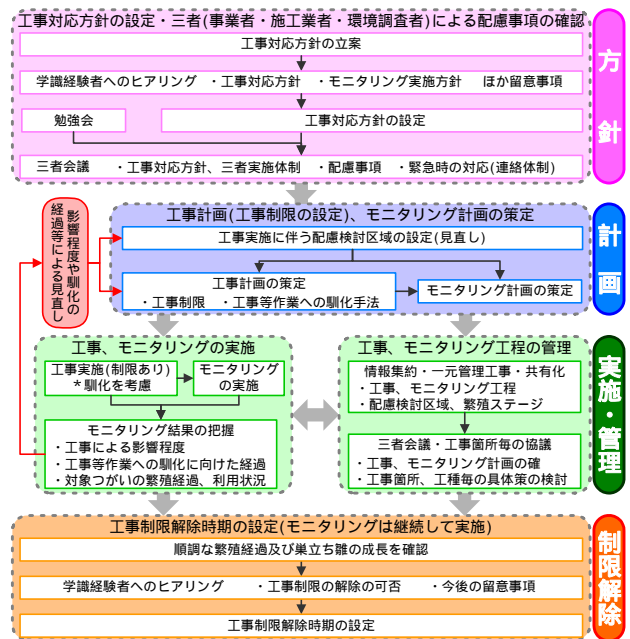 工事対応方針の設定・三者(事業者・施工業者・環境調査者)による配慮事項の確認
工事対応方針の立案
学識経験者へのヒアリング ・工事対応方針 ・モニタリング実施方針 ほか留意事項
勉強会
工事対応方針の設定
三者会議 ・工事対応方針、三者実施体制 ・配慮事項 ・緊急時の対応(連絡体制)
方針
影響程度や馴化の
経過等による見直し
工事計画(工事制限の設定)、モニタリング計画の策定
工事実施に伴う配慮検討区域の設定(見直し)
工事計画の策定
・工事制限 ・工事等作業への馴化手法
モニタリング計画の策定
計画
工事、モニタリングの実施
工事実施(制限あり)
*馴化を考慮
モニタリング
の実施
モニタリング結果の把握
・工事による影響程度
・工事等作業への馴化に向けた経過
・対象つがいの繁殖経過、利用状況
工事、モニタリング工程の管理
情報集約・一元管理工事・共有化
・工事、モニタリング工程
・配慮検討区域、繁殖ステージ
三者会議・工事箇所毎の協議
・工事、モニタリング計画の確
・工事箇所、工種毎の具体策の検討
実施・管理
工事制限解除時期の設定(モニタリングは継続して実施)
順調な繁殖経過及び巣立ち雛の成長を確認
学識経験者へのヒアリング ・工事制限の解除の可否 ・今後の留意事項
工事制限解除時期の設定
制限解除